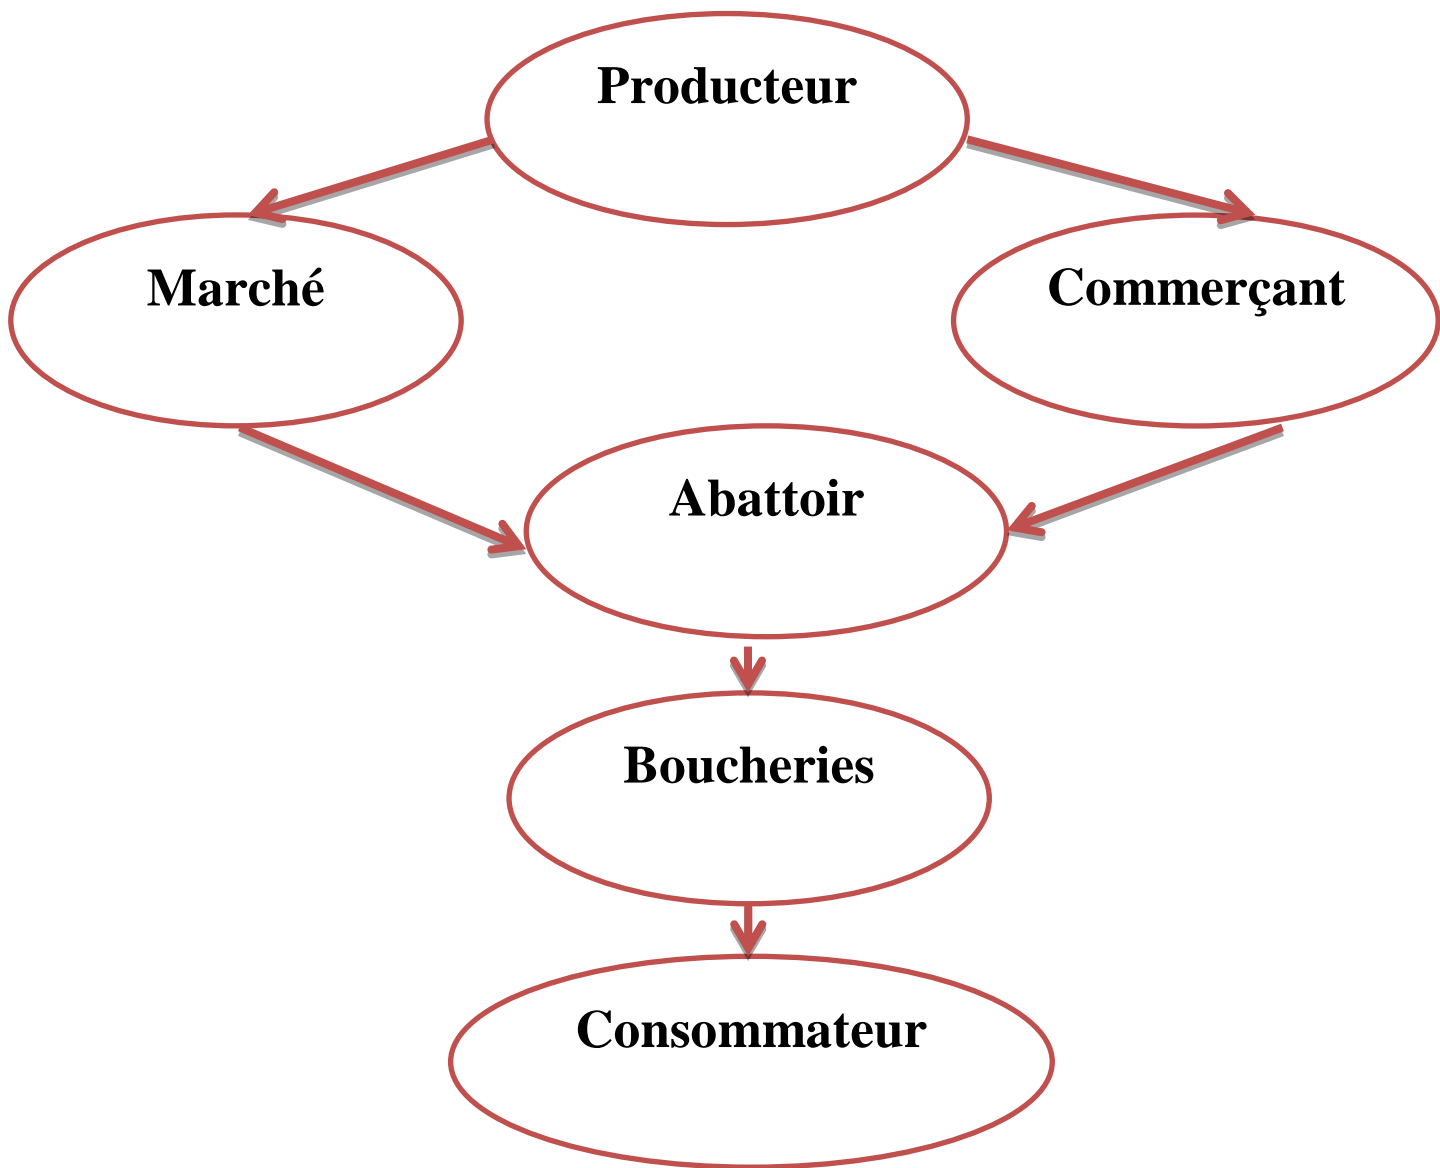 Producteur
Marché
Commerçant
Abattoir
Boucheries
Consommateur